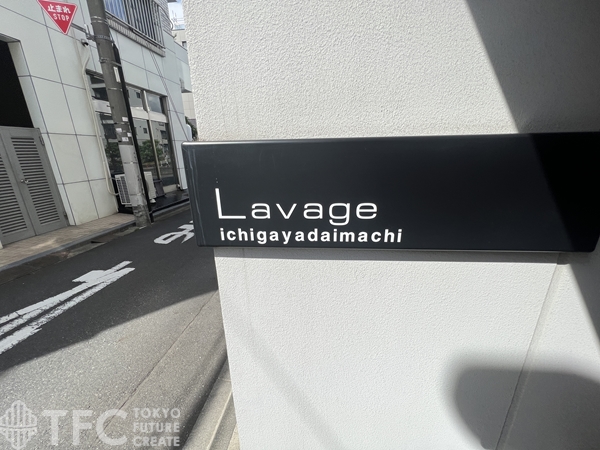 止まれ
STOP
Lavage
ichigayadaimachi
TFC
TOKYO
FUTURE
CREATE